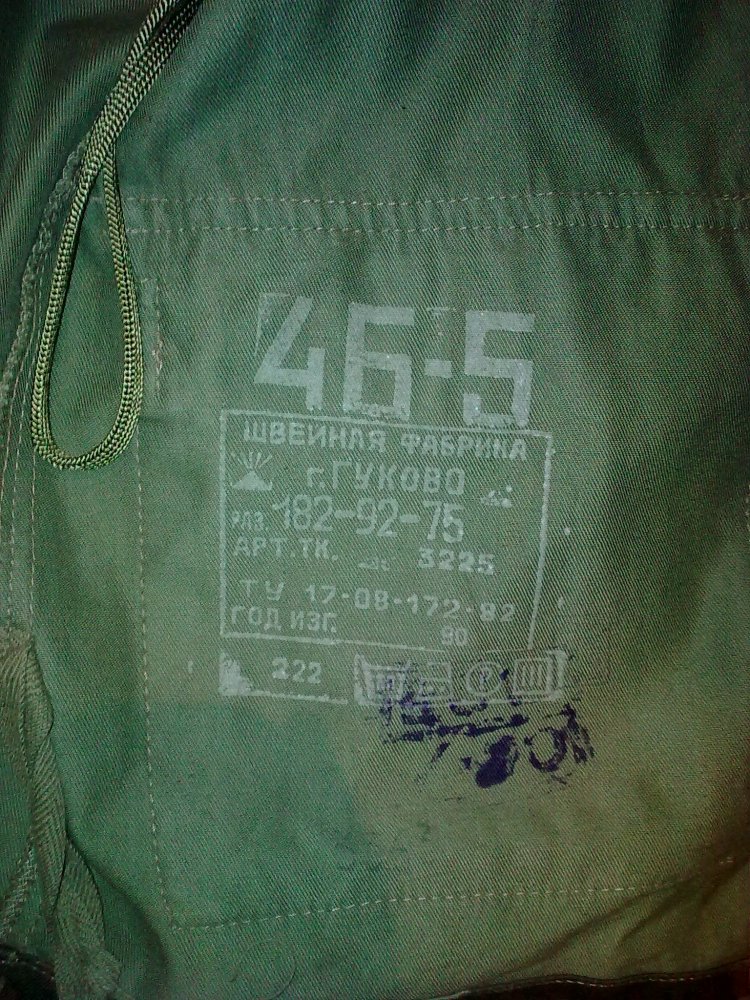 46-5
ШВЕЙНАЯ ФАБРИКА
г. ГУКОВО
РАЗ. 182-92-75
АРТ. ТК. 3225
ТУ 17-08-172-82
ГОД ИЗГ. 90
222